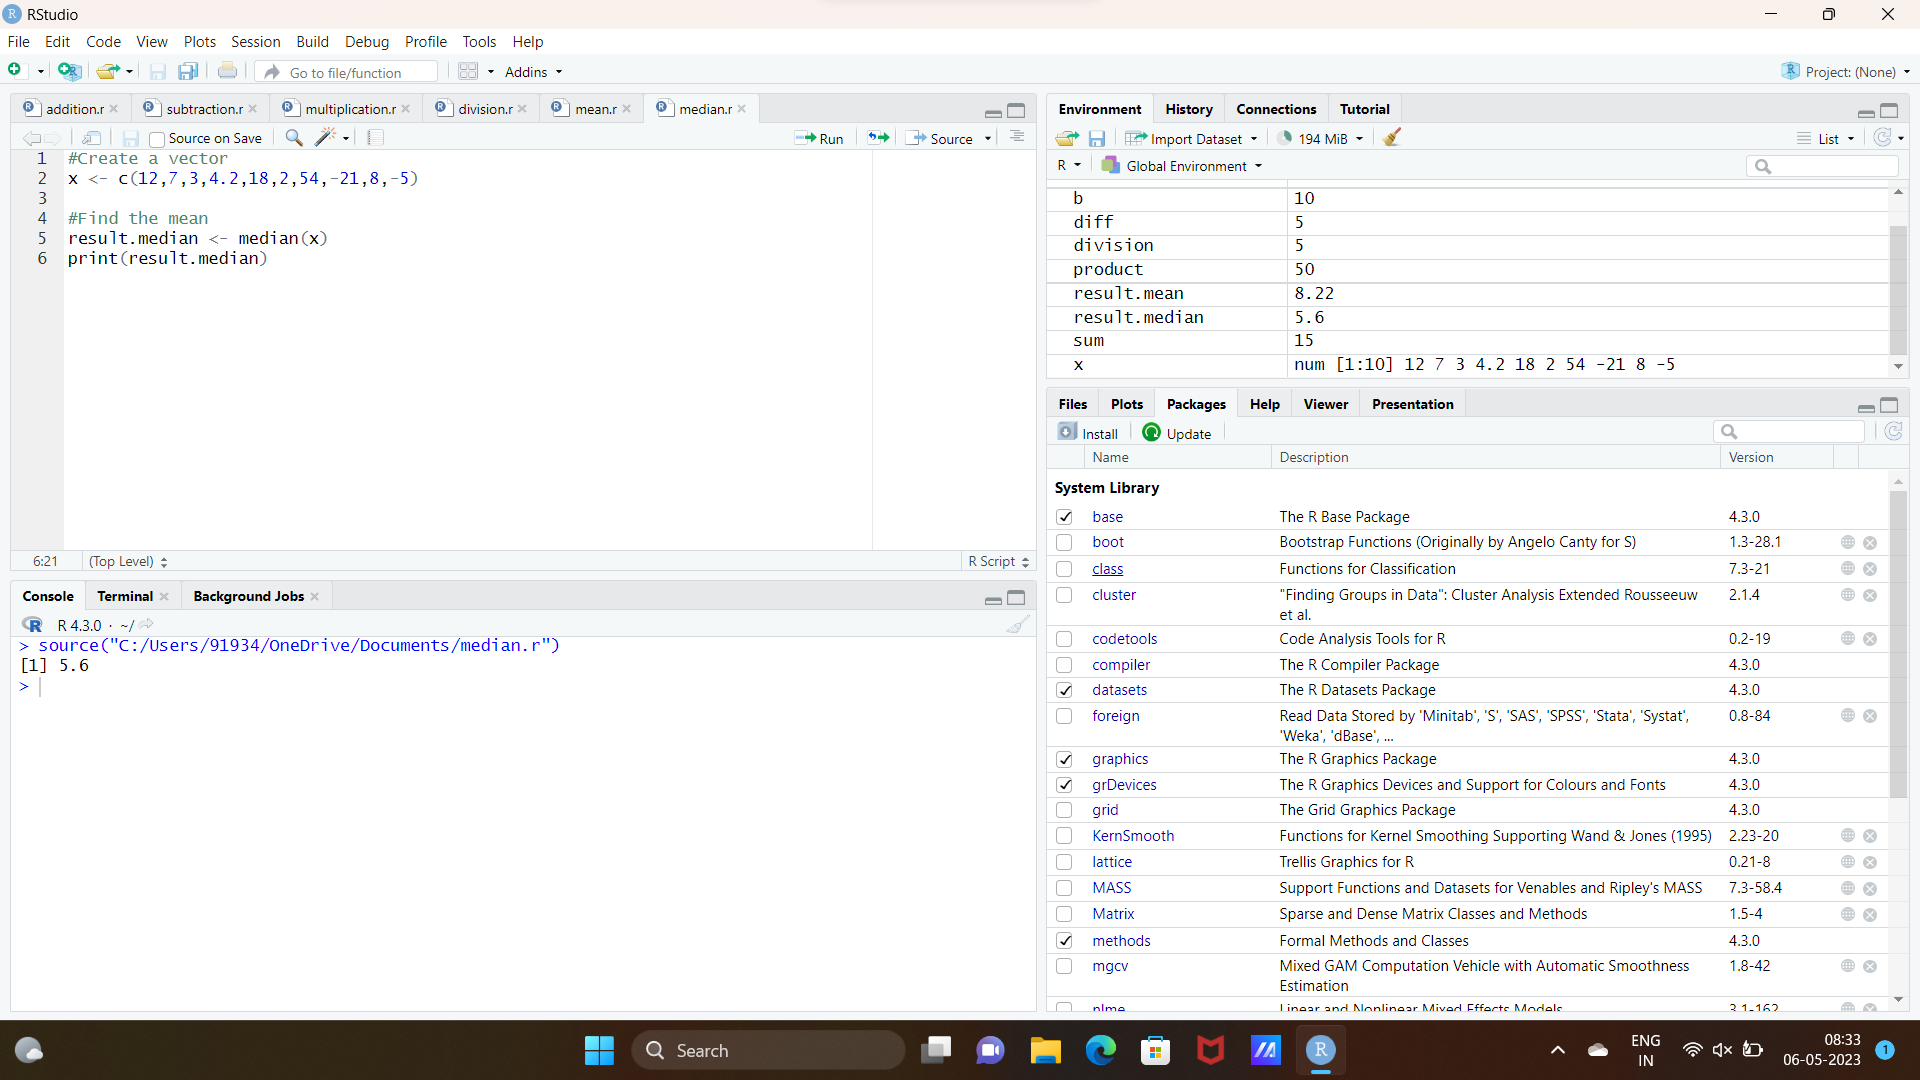 RStudio
File Edit Code View Plots Session Build Debug Profile Tools Help
Go to file/function Addins Project: (None)
addition.r subtraction.r multiplication.r division.r mean.r median.r
Source on Save Run Source
1 #Create a vector
2 x <- c(12,7,3,4.2,18,2,54,-21,8,-5)
3
4 #Find the mean
5 result.median <- median(x)
6 print(result.median)
6:21 (Top Level) R Script
Console Terminal Background Jobs
R 4.3.0 · ~/
> source("C:/Users/91934/OneDrive/Documents/median.r")
[1] 5.6
>
Environment History Connections Tutorial
Import Dataset 194 MiB List
R Global Environment
b 10
diff 5
division 5
product 50
result.mean 8.22
result.median 5.6
sum 15
x num [1:10] 12 7 3 4.2 18 2 54 -21 8 -5
Files Plots Packages Help Viewer Presentation
Install Update
Name Description Version
System Library
base The R Base Package 4.3.0
boot Bootstrap Functions (Originally by Angelo Canty for S) 1.3-28.1
class Functions for Classification 7.3-21
cluster "Finding Groups in Data": Cluster Analysis Extended Rousseeuw 2.1.4
et al.
codetools Code Analysis Tools for R 0.2-19
compiler The R Compiler Package 4.3.0
datasets The R Datasets Package 4.3.0
foreign Read Data Stored by 'Minitab', 'S', 'SAS', 'SPSS', 'Stata', 'Systat', 0.8-84
'Weka', 'dBase', ...
graphics The R Graphics Package 4.3.0
grDevices The R Graphics Devices and Support for Colours and Fonts 4.3.0
grid The Grid Graphics Package 4.3.0
KernSmooth Functions for Kernel Smoothing Supporting Wand & Jones (1995) 2.23-20
lattice Trellis Graphics for R 0.21-8
MASS Support Functions and Datasets for Venables and Ripley's MASS 7.3-58.4
Matrix Sparse and Dense Matrix Classes and Methods 1.5-4
methods Formal Methods and Classes 4.3.0
mgcv Mixed GAM Computation Vehicle with Automatic Smoothness 1.8-42
Estimation
nlme Linear and Nonlinear Mixed Effects Models 3.1-162
Search
ENG
IN
08:33
06-05-2023
1